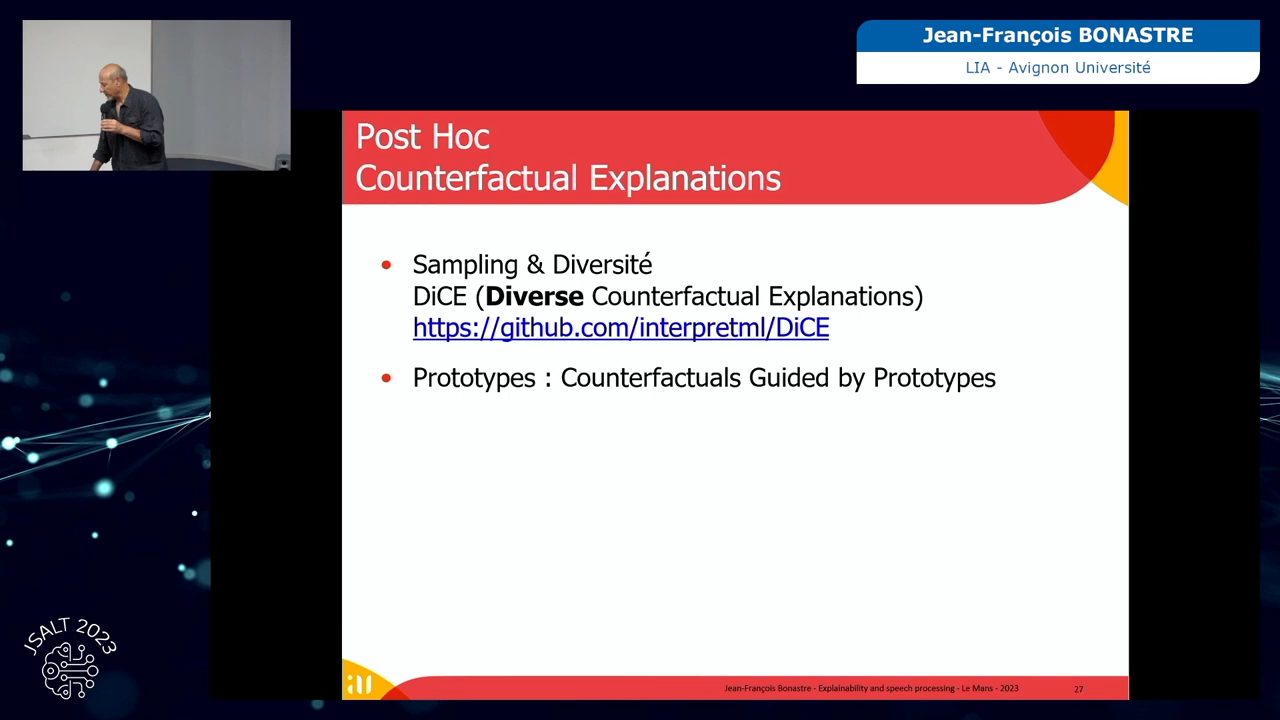 Jean-François BONASTRE
LIA - Avignon Université
Post Hoc
Counterfactual Explanations
• Sampling & Diversité
DiCE (Diverse Counterfactual Explanations)
https://github.com/interpretml/DiCE
• Prototypes : Counterfactuals Guided by Prototypes
JSALT 2023
au
Jean-François Bonastre - Explainability and speech processing - Le Mans - 2023
27